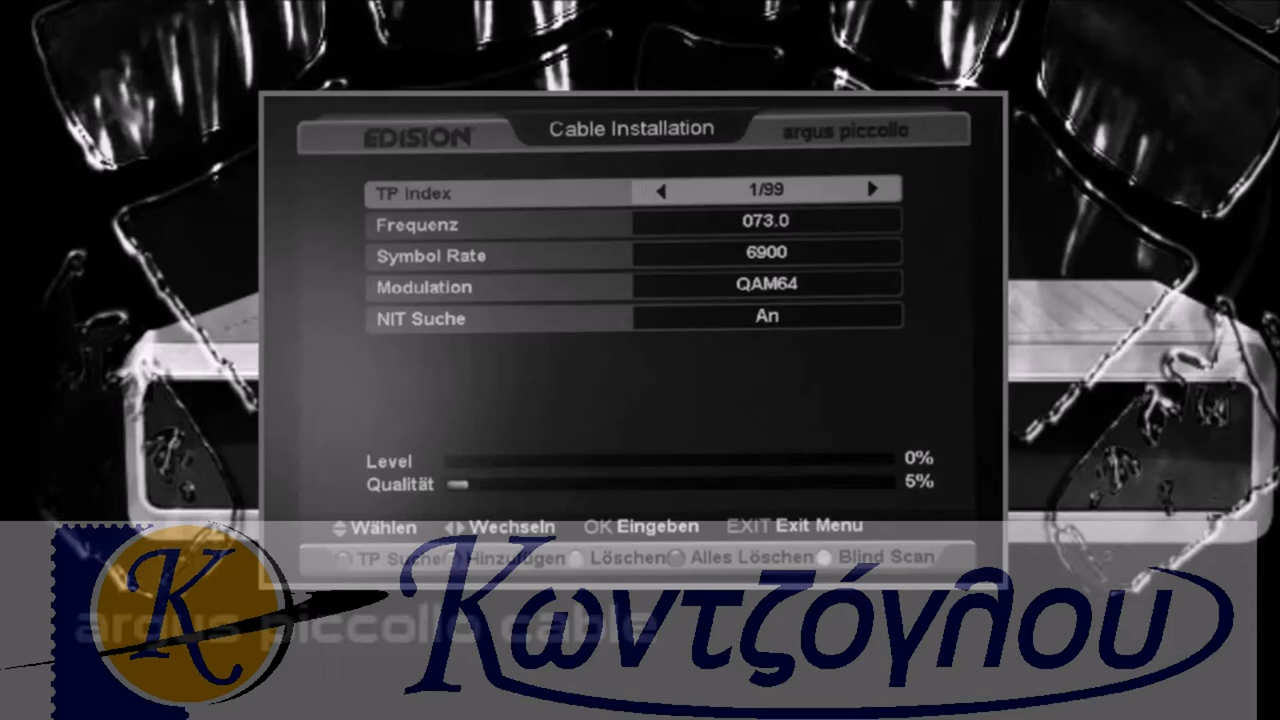 EDISION Cable Installation argus piccollo
TP Index 1/99
Frequenz 073.0
Symbol Rate 6900
Modulation QAM64
NIT Suche An
Level 0%
Qualität 5%
Wählen Wechseln OK Eingeben EXIT Exit Menu
TP Suche Hinzufügen Löschen Alles Löschen Blind Scan
K Κωντζόγλου
argus piccollo cable